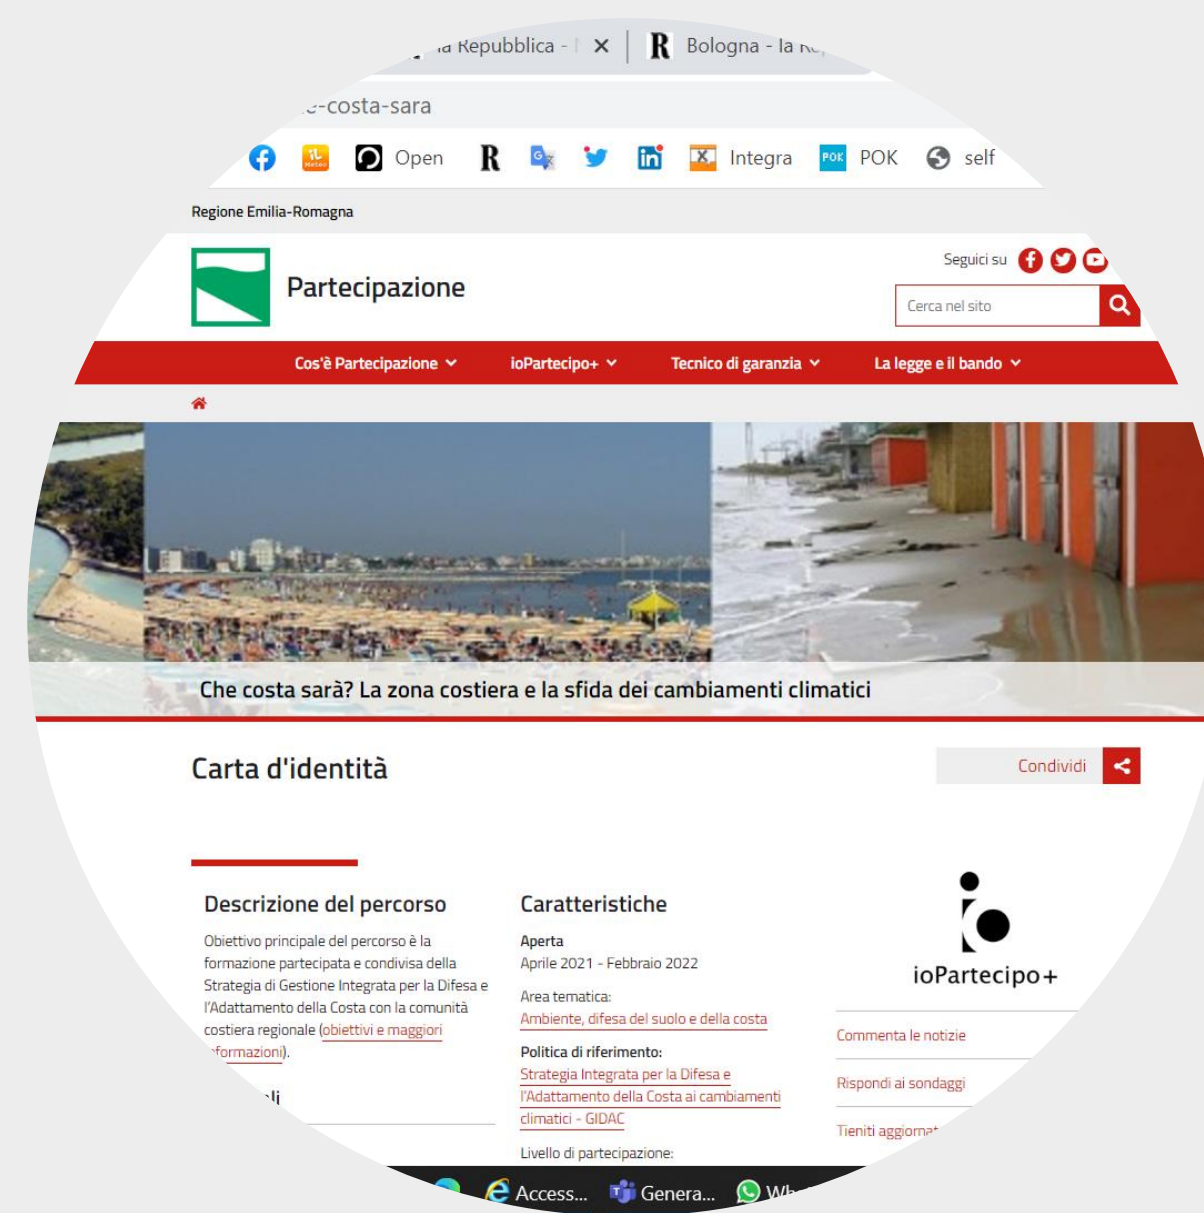 la Repubblica -
R Bologna - la
-costa-sara
iL Meteo
Open R in X Integra POK POK self
Regione Emilia-Romagna
Seguici su
Partecipazione
Cerca nel sito
Cos'è Partecipazione ioPartecipo+ Tecnico di garanzia La legge e il bando
Che costa sarà? La zona costiera e la sfida dei cambiamenti climatici
Carta d'identità
Condividi
Descrizione del percorso
Obiettivo principale del percorso è la
formazione partecipata e condivisa della
Strategia di Gestione Integrata per la Difesa e
l'Adattamento della Costa con la comunità
costiera regionale (obiettivi e maggiori
informazioni).
Caratteristiche
Aperta
Aprile 2021 - Febbraio 2022
Area tematica:
Ambiente, difesa del suolo e della costa
Politica di riferimento:
Strategia Integrata per la Difesa e
l'Adattamento della Costa ai cambiamenti
climatici - GIDAC
Livello di partecipazione:
io
ioPartecipo+
Commenta le notizie
Rispondi ai sondaggi
Tieniti
Access... Genera...